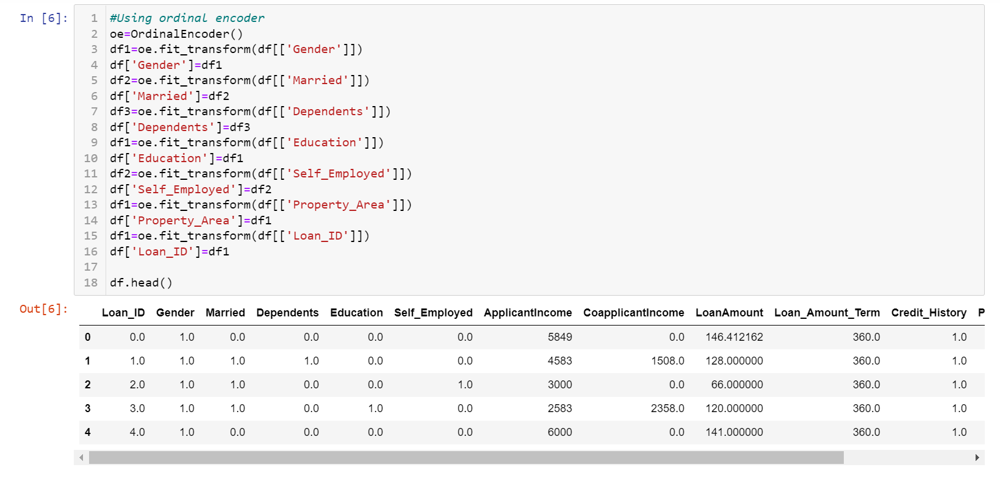 In [6]:
1 #Using ordinal encoder
2 oe=OrdinalEncoder()
3 df1=oe.fit_transform(df[['Gender']])
4 df['Gender']=df1
5 df2=oe.fit_transform(df[['Married']])
6 df['Married']=df2
7 df3=oe.fit_transform(df[['Dependents']])
8 df['Dependents']=df3
9 df1=oe.fit_transform(df[['Education']])
10 df['Education']=df1
11 df2=oe.fit_transform(df[['Self_Employed']])
12 df['Self_Employed']=df2
13 df1=oe.fit_transform(df[['Property_Area']])
14 df['Property_Area']=df1
15 df1=oe.fit_transform(df[['Loan_ID']])
16 df['Loan_ID']=df1
17
18 df.head()
Out[6]:
Loan_ID Gender Married Dependents Education Self_Employed ApplicantIncome CoapplicantIncome LoanAmount Loan_Amount_Term Credit_History P
0 0.0 1.0 0.0 0.0 0.0 0.0 5849 0.0 146.412162 360.0 1.0
1 1.0 1.0 1.0 1.0 0.0 0.0 4583 1508.0 128.000000 360.0 1.0
2 2.0 1.0 1.0 0.0 0.0 1.0 3000 0.0 66.000000 360.0 1.0
3 3.0 1.0 1.0 0.0 1.0 0.0 2583 2358.0 120.000000 360.0 1.0
4 4.0 1.0 0.0 0.0 0.0 0.0 6000 0.0 141.000000 360.0 1.0